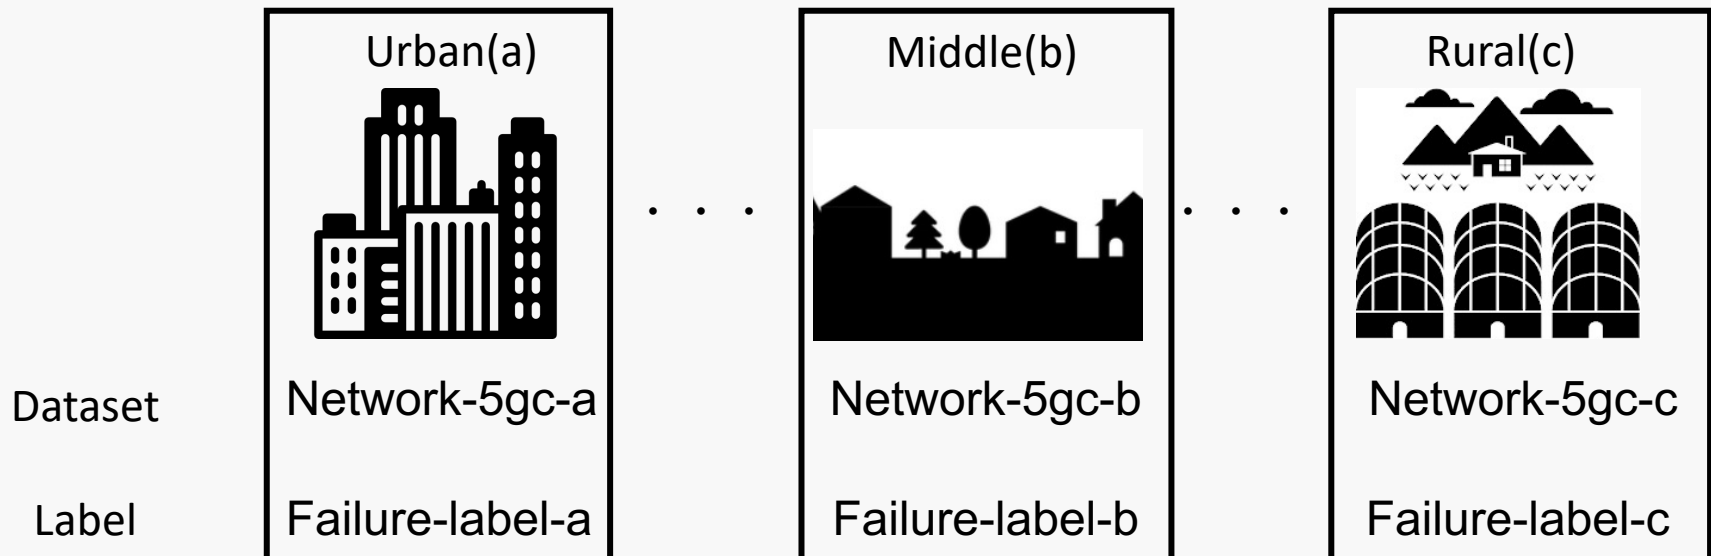 Urban(a)
Middle(b)
Rural(c)
. . .
. . .
Dataset
Network-5gc-a
Network-5gc-b
Network-5gc-c
Label
Failure-label-a
Failure-label-b
Failure-label-c